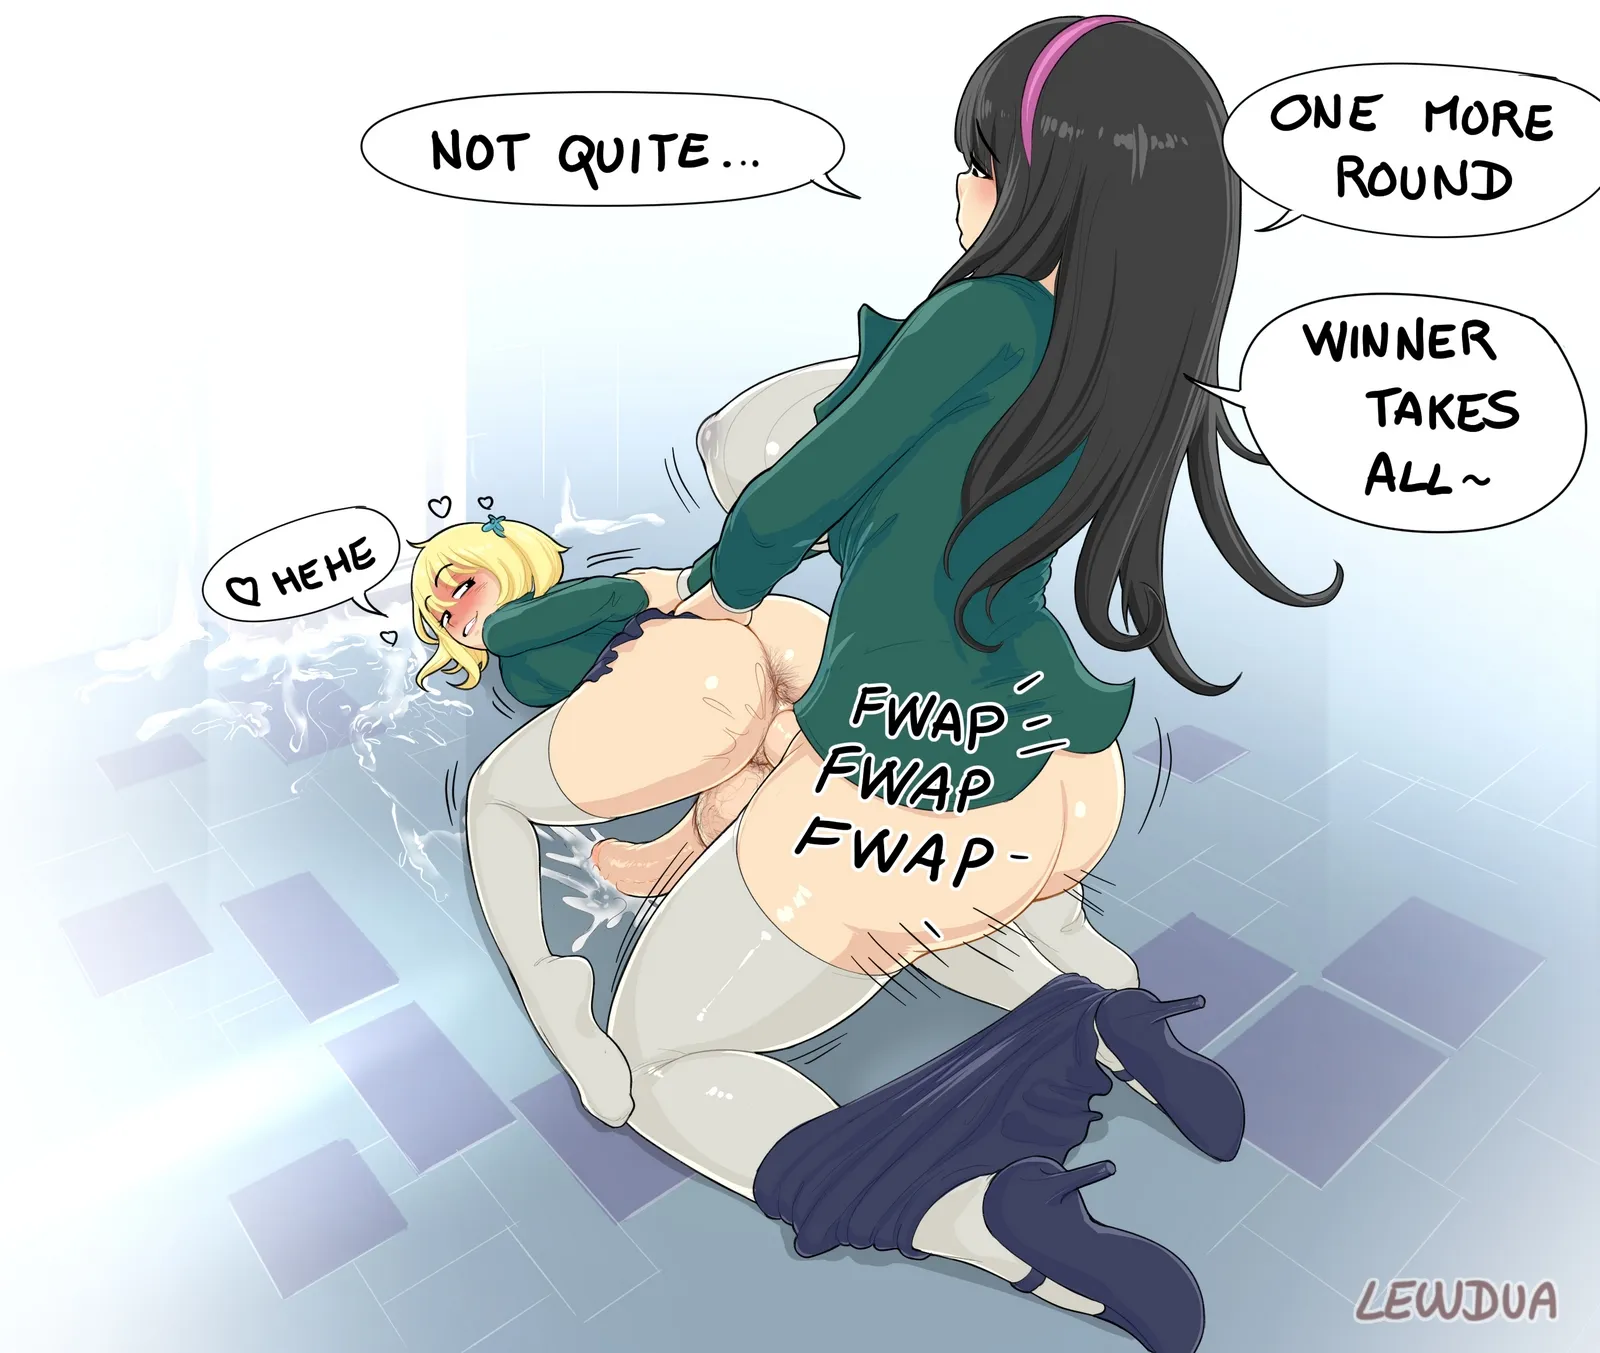 NOT QUITE...
ONE MORE
ROUND
WINNER
TAKES
ALL~
♡ HEHE
FWAP
FWAP
FWAP
LEWDUA